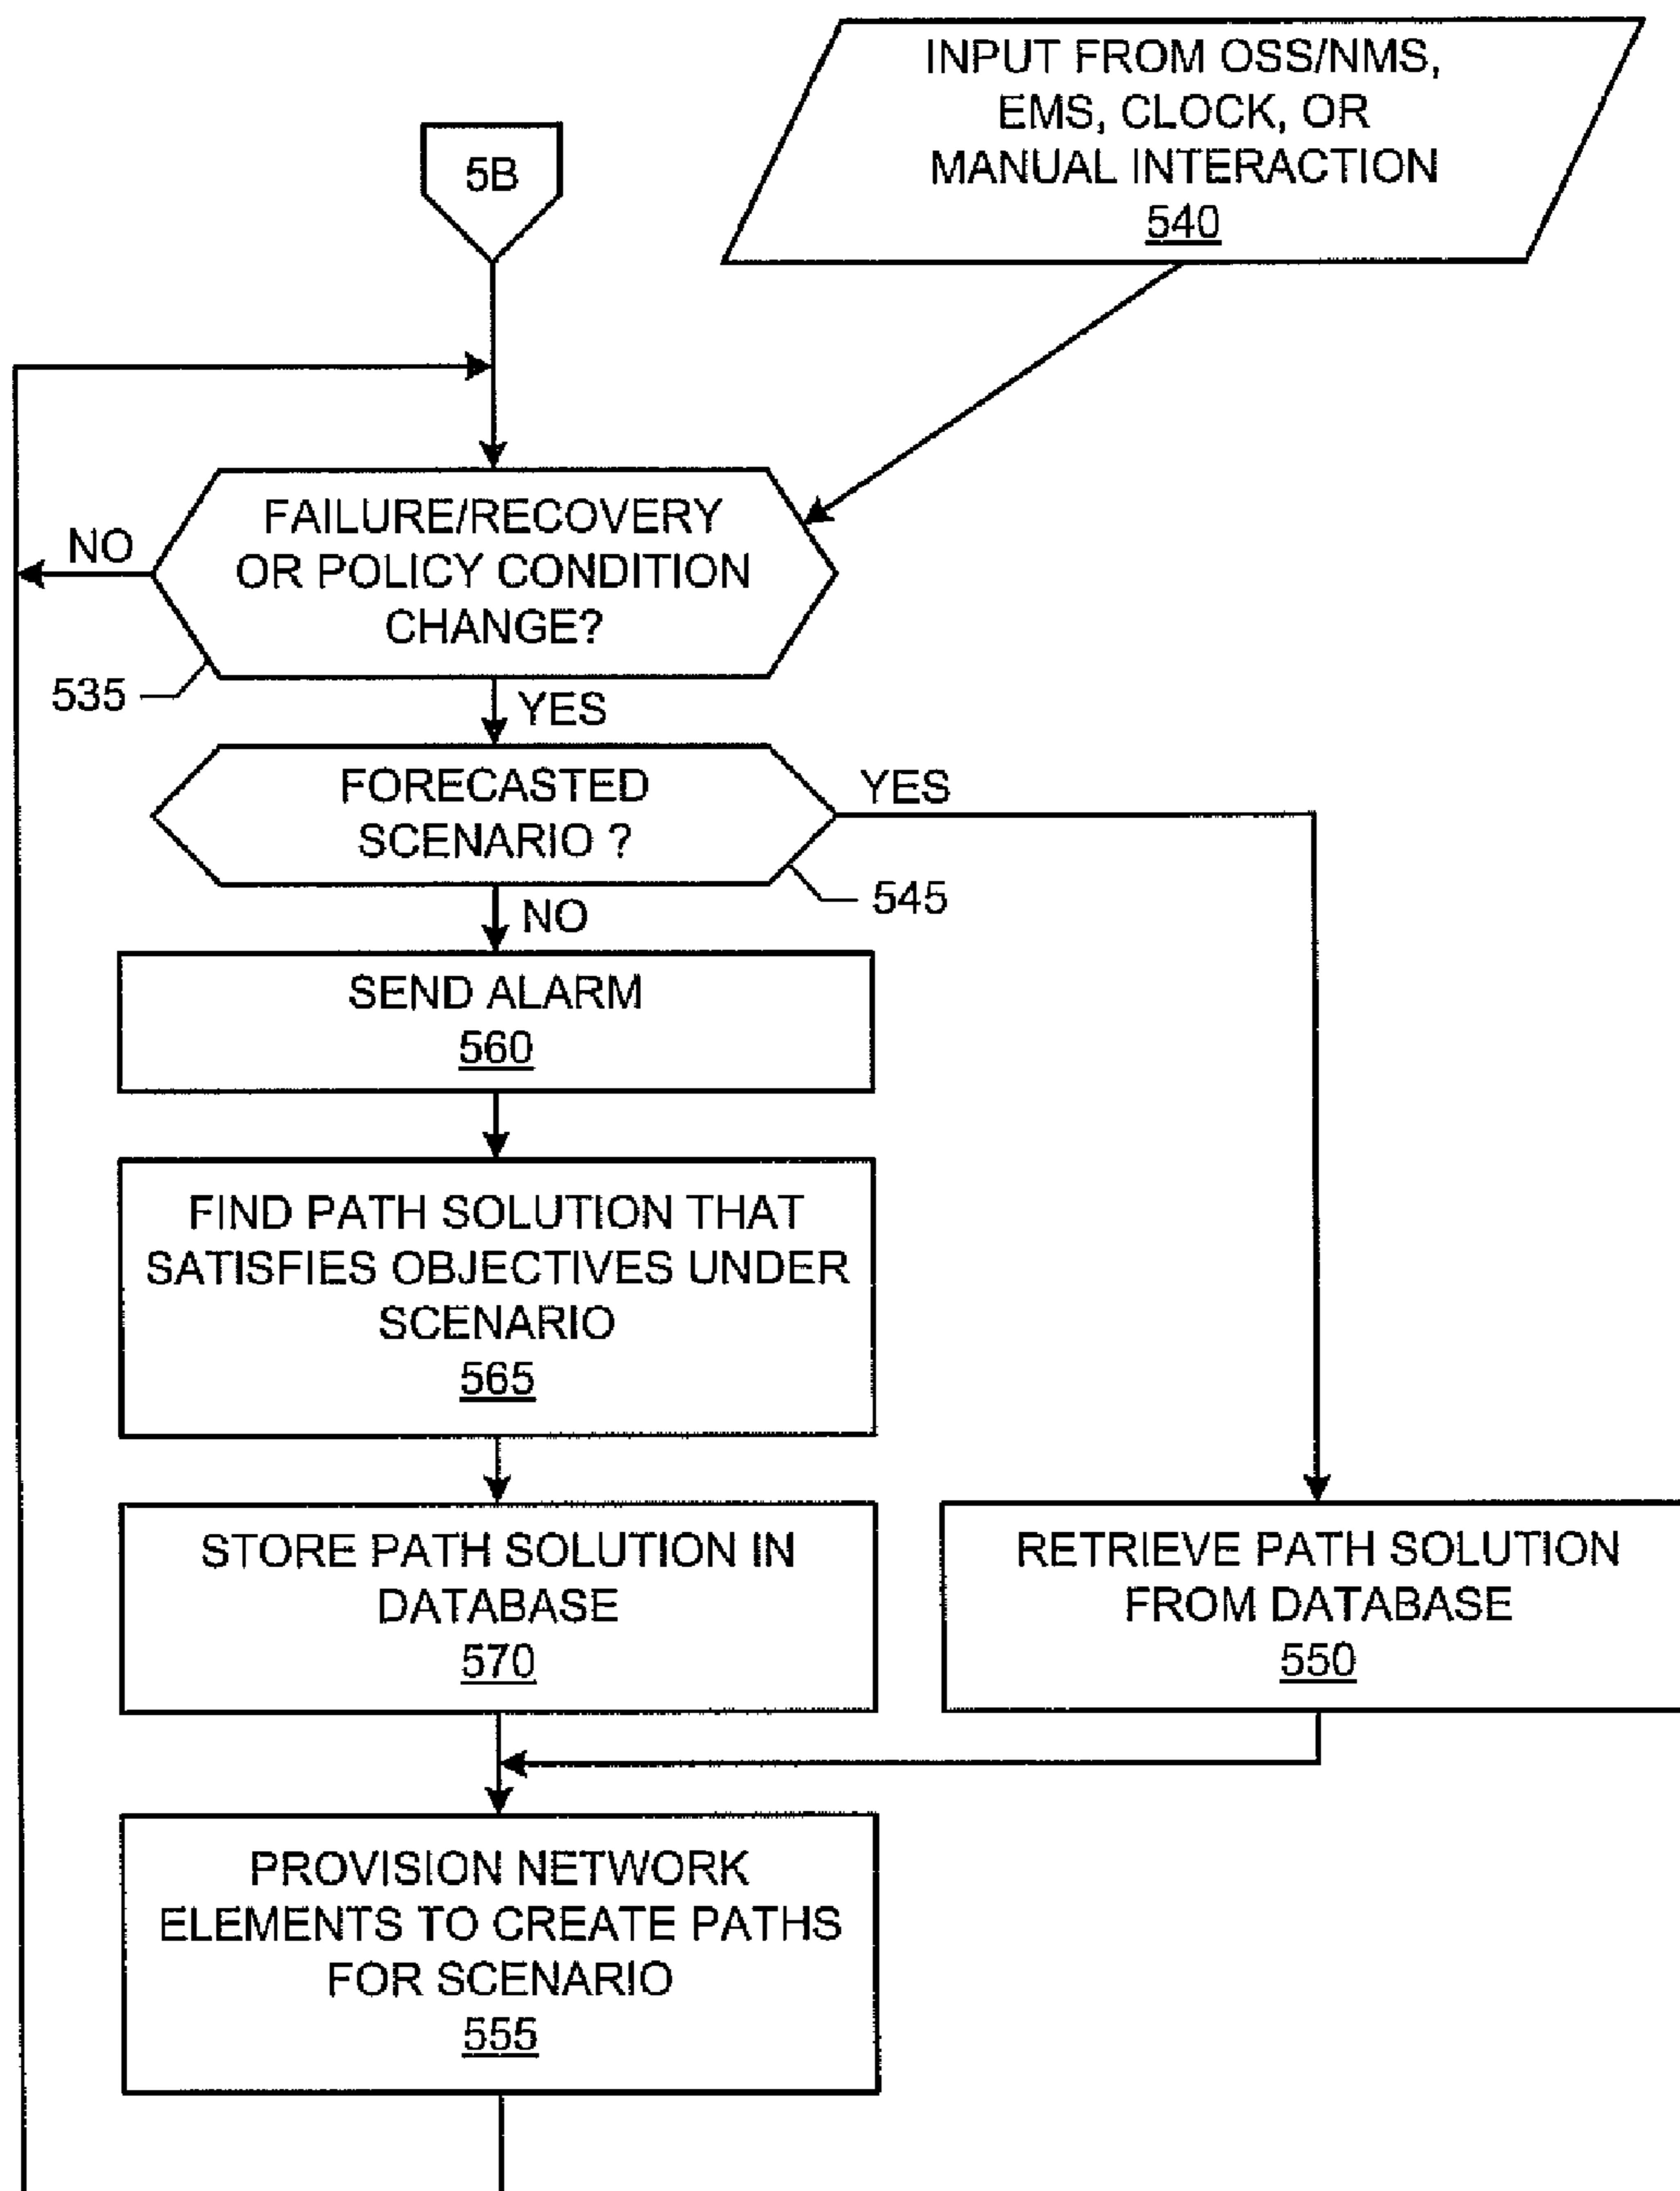 INPUT FROM OSS/NMS,
EMS, CLOCK, OR
MANUAL INTERACTION
540
5B
FAILURE/RECOVERY
OR POLICY CONDITION
CHANGE?
NO
535
YES
FORECASTED
SCENARIO ?
YES
545
NO
SEND ALARM
560
FIND PATH SOLUTION THAT
SATISFIES OBJECTIVES UNDER
SCENARIO
565
STORE PATH SOLUTION IN
DATABASE
570
RETRIEVE PATH SOLUTION
FROM DATABASE
550
PROVISION NETWORK
ELEMENTS TO CREATE PATHS
FOR SCENARIO
555